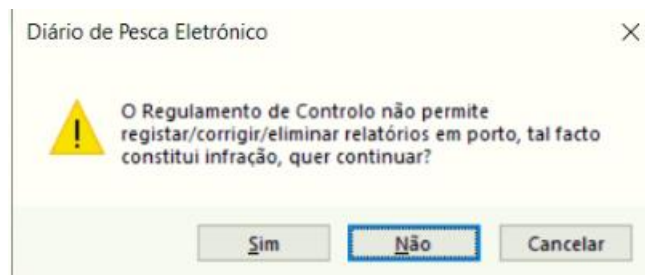 Diário de Pesca Eletrónico
O Regulamento de Controlo não permite
registar/corrigir/eliminar relatórios em porto, tal facto
constitui infração, quer continuar?
Sim Não Cancelar